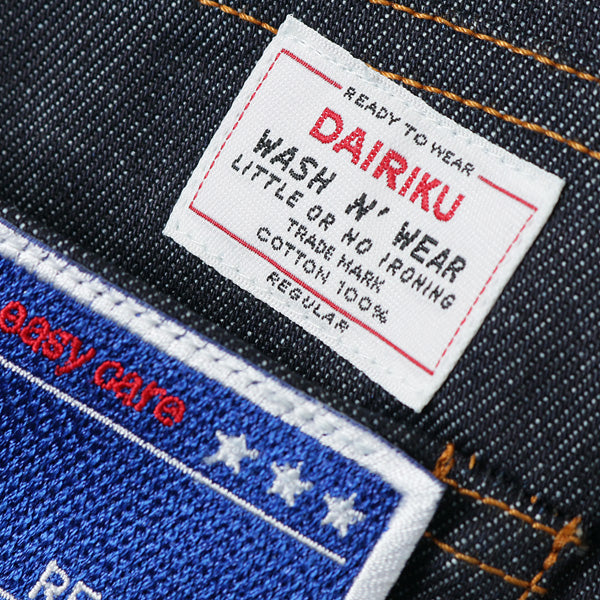 READY TO WEAR
DAIRIKU
WASH N' WEAR
LITTLE OR NO IRONING
TRADE MARK
COTTON 100%
REGULAR
easy care